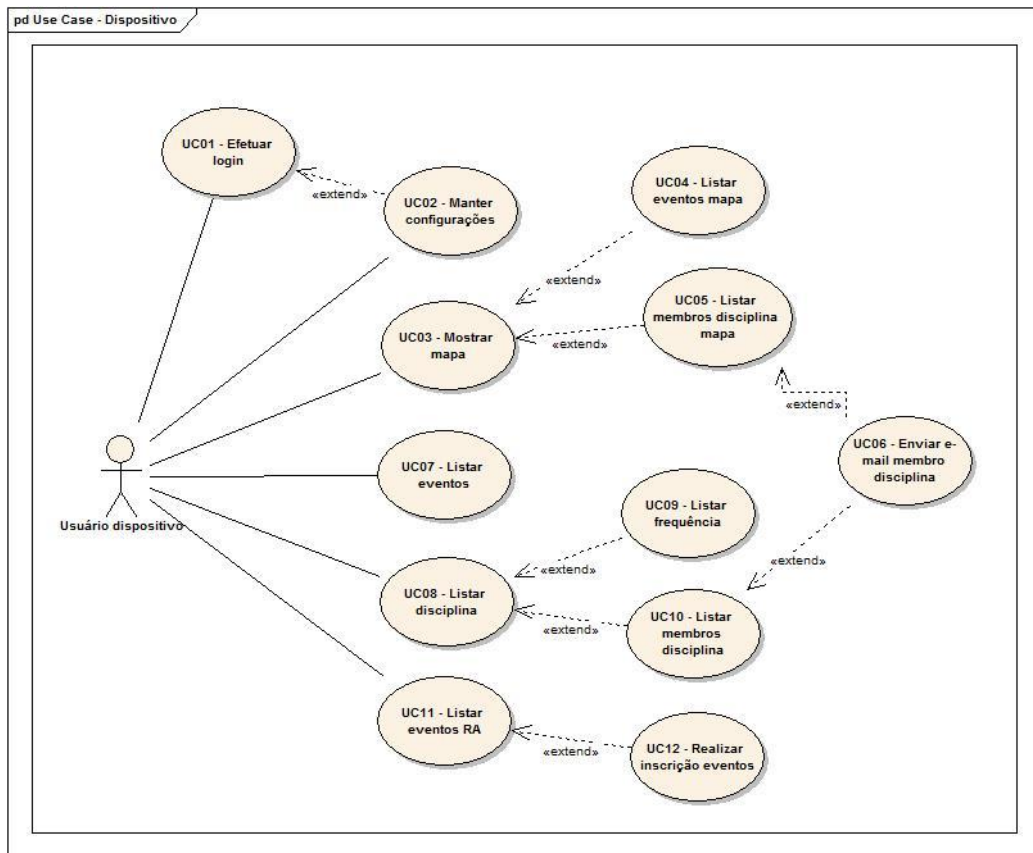 pd Use Case - Dispositivo
UC01 - Efetuar
login
«extend»
UC02 - Manter
configurações
UC04 - Listar
eventos mapa
«extend»
UC03 - Mostrar
mapa
«extend»
UC05 - Listar
membros disciplina
mapa
«extend»
UC06 - Enviar e-
mail membro
disciplina
UC07 - Listar
eventos
Usuário dispositivo
UC09 - Listar
frequência
«extend»
UC08 - Listar
disciplina
«extend»
UC10 - Listar
membros
disciplina
«extend»
UC11 - Listar
eventos RA
«extend»
UC12 - Realizar
inscrição eventos